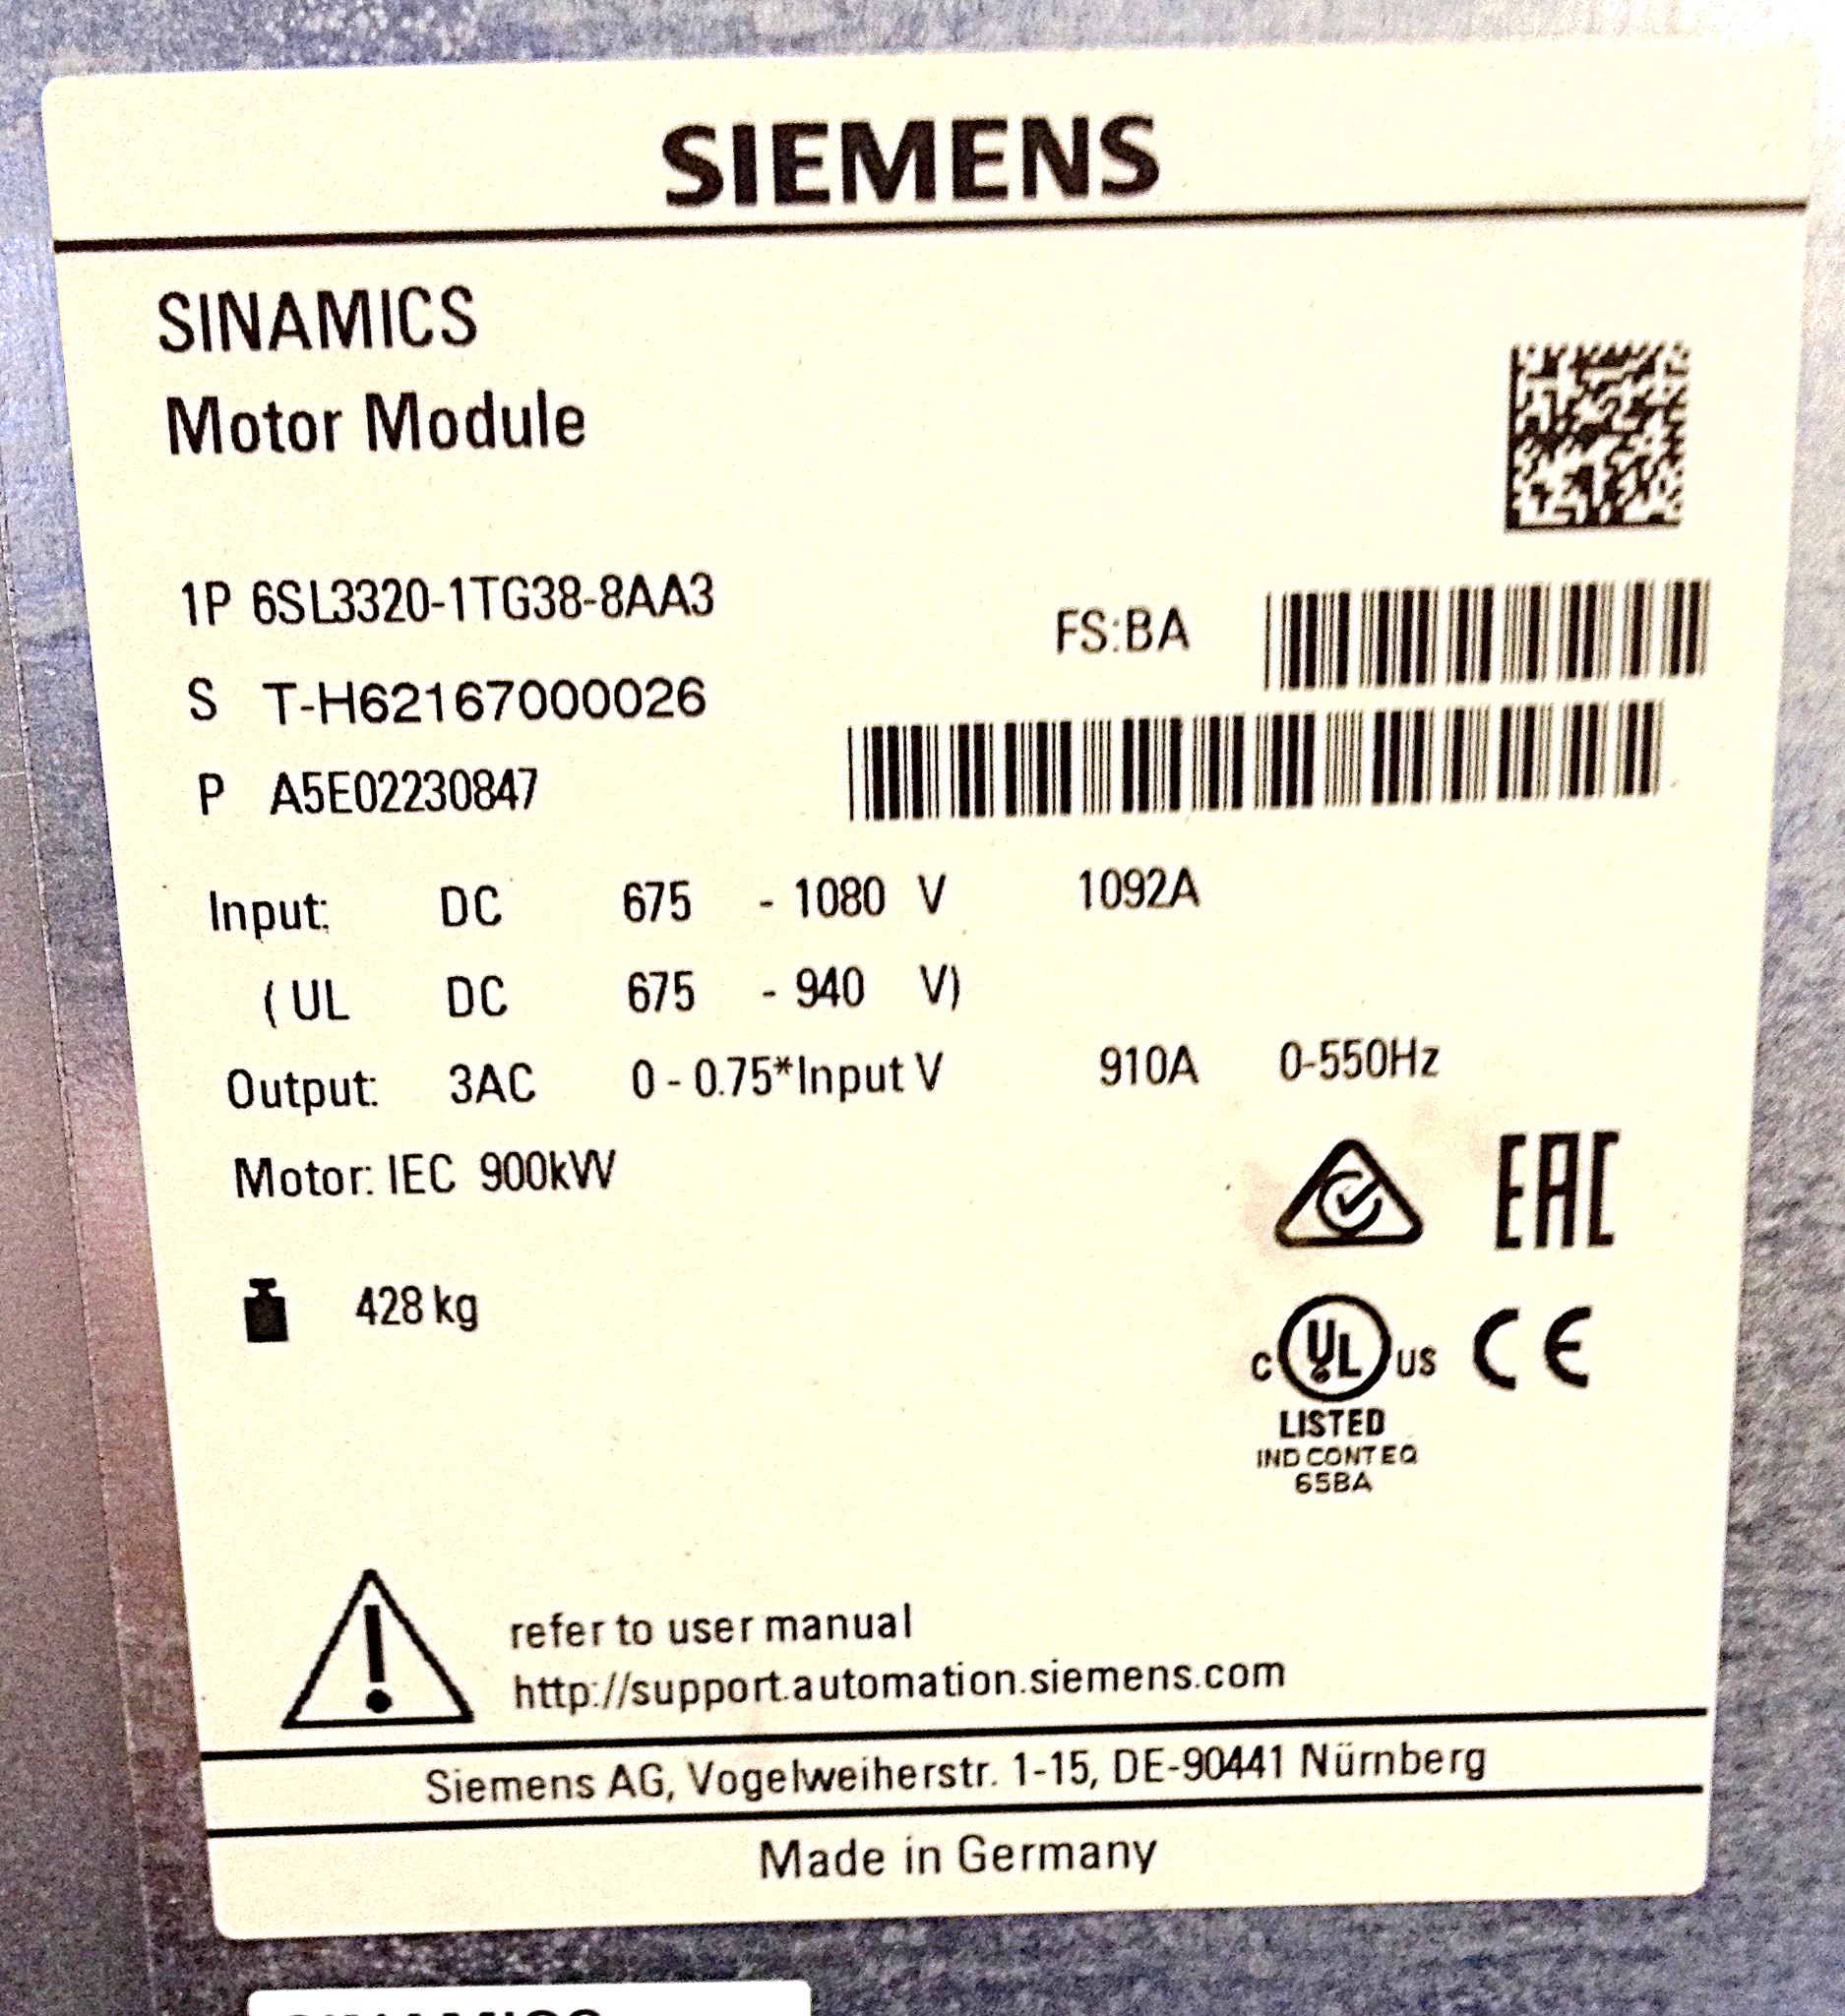 SIEMENS
SINAMICS
Motor Module
1P 6SL3320-1TG38-8AA3
FS:BA
S T-H62167000026
P A5E02230847
Input: DC 675 - 1080 V 1092A
( UL DC 675 - 940 V)
Output: 3AC 0 - 0.75*Input V 910A 0-550Hz
Motor: IEC 900kW
EAC
428 kg
C UL US CE
LISTED
IND CONT EQ
65BA
refer to user manual
http://support.automation.siemens.com
Siemens AG, Vogelweiherstr. 1-15, DE-90441 Nürnberg
Made in Germany